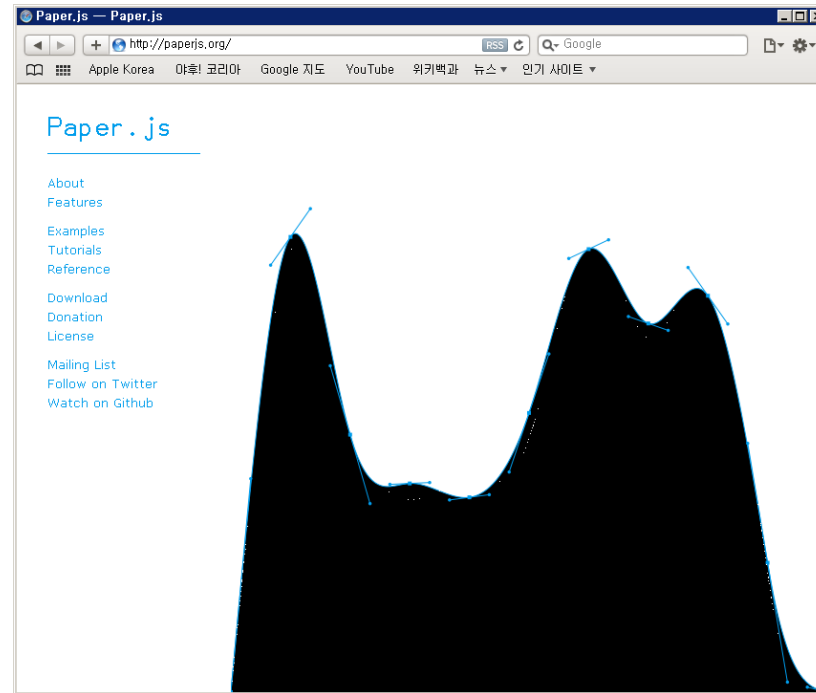 Paper.js — Paper.js
http://paperjs.org/ RSS Google
Apple Korea 야후! 코리아 Google 지도 YouTube 위키백과 뉴스 인기 사이트
Paper.js
About
Features
Examples
Tutorials
Reference
Download
Donation
License
Mailing List
Follow on Twitter
Watch on Github